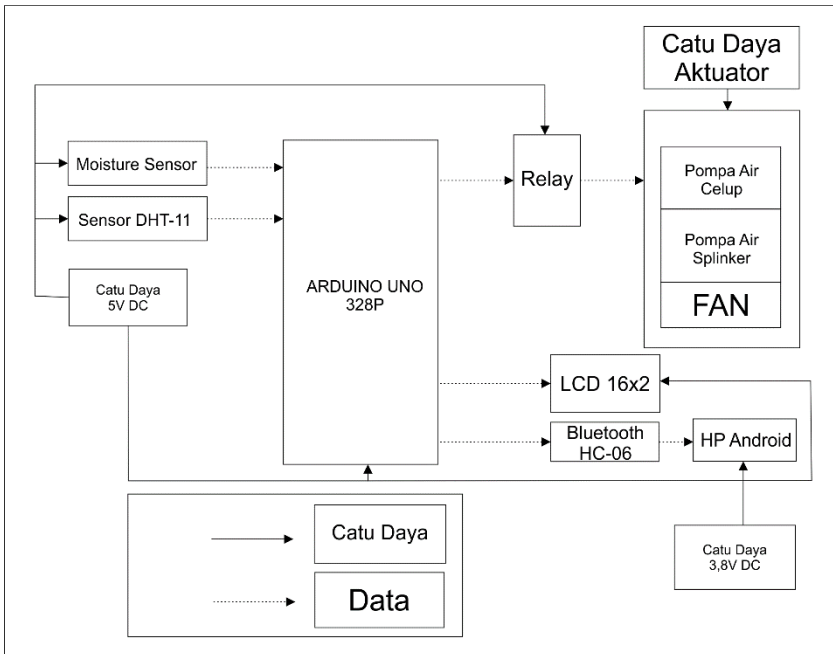 Catu Daya
Aktuator
Moisture Sensor
Sensor DHT-11
Catu Daya
5V DC
ARDUINO UNO
328P
Relay
Pompa Air
Celup
Pompa Air
Splinker
FAN
LCD 16x2
Bluetooth
HC-06
HP Android
Catu Daya
3,8V DC
Catu Daya
Data